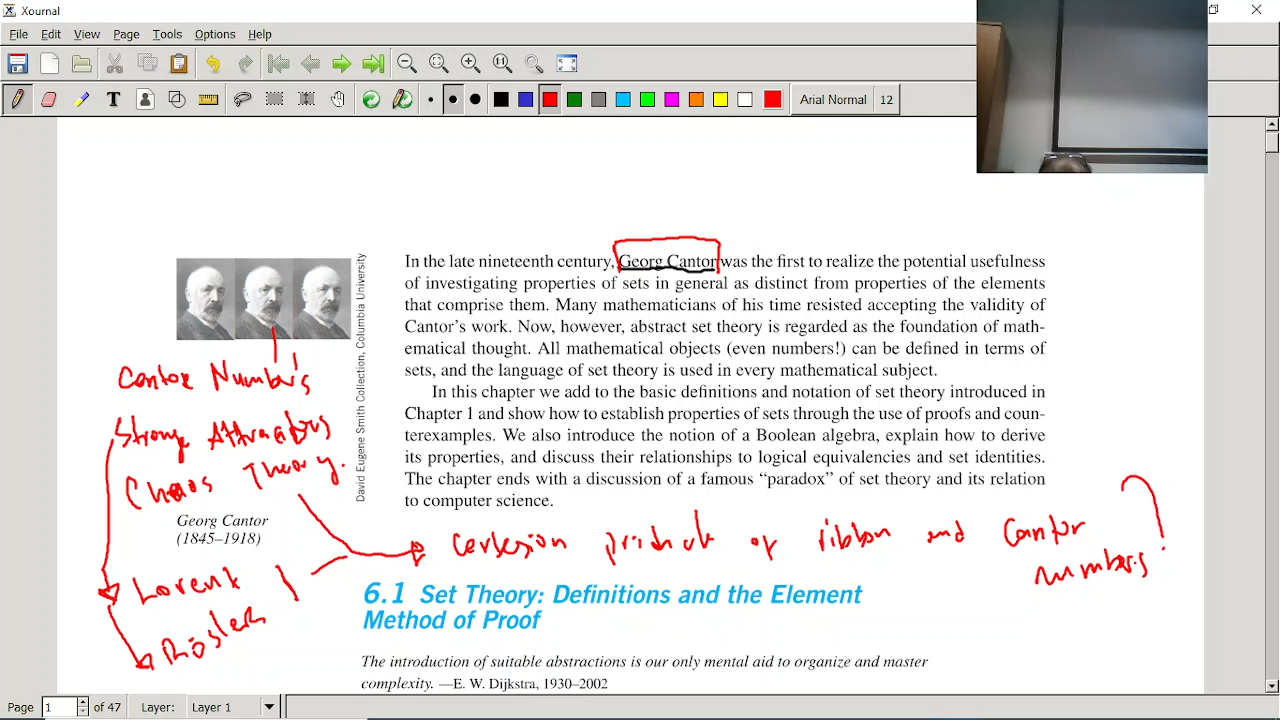 Xournal
File Edit View Page Tools Options Help
Arial Normal 12
In the late nineteenth century, Georg Cantor was the first to realize the potential usefulness
of investigating properties of sets in general as distinct from properties of the elements
that comprise them. Many mathematicians of his time resisted accepting the validity of
Cantor's work. Now, however, abstract set theory is regarded as the foundation of math-
ematical thought. All mathematical objects (even numbers!) can be defined in terms of
sets, and the language of set theory is used in every mathematical subject.
In this chapter we add to the basic definitions and notation of set theory introduced in
Chapter 1 and show how to establish properties of sets through the use of proofs and coun-
terexamples. We also introduce the notion of a Boolean algebra, explain how to derive
its properties, and discuss their relationships to logical equivalencies and set identities.
The chapter ends with a discussion of a famous "paradox" of set theory and its relation
to computer science.
David Eugene Smith Collection, Columbia University
Cantor Numbers
Strong Attractors
Chaos Theory.
Georg Cantor
(1845–1918)
product of ribbon and Cantor
numbers
6.1 Set Theory: Definitions and the Element
Method of Proof
The introduction of suitable abstractions is our only mental aid to organize and master
complexity. —E. W. Dijkstra, 1930–2002
Page 1 of 47 Layer: Layer 1